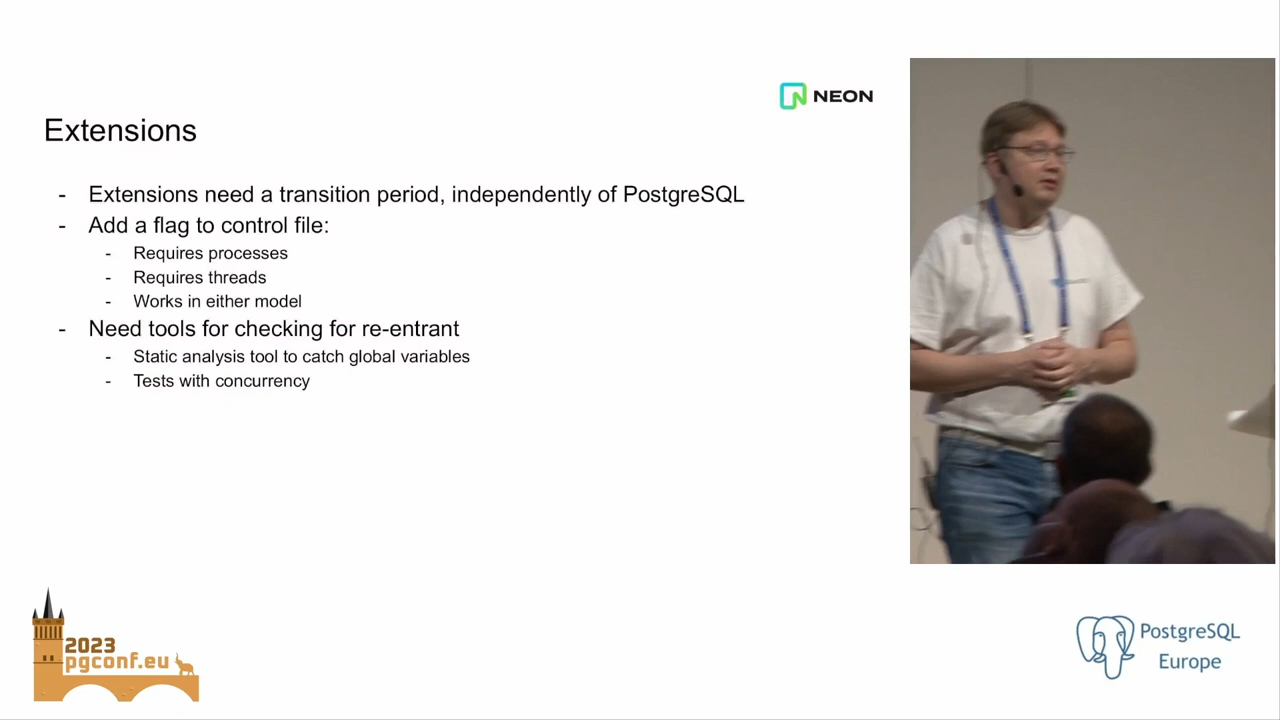 NEON
Extensions
- Extensions need a transition period, independently of PostgreSQL
- Add a flag to control file:
- Requires processes
- Requires threads
- Works in either model
- Need tools for checking for re-entrant
- Static analysis tool to catch global variables
- Tests with concurrency
2023
pgconf.eu
PostgreSQL
Europe